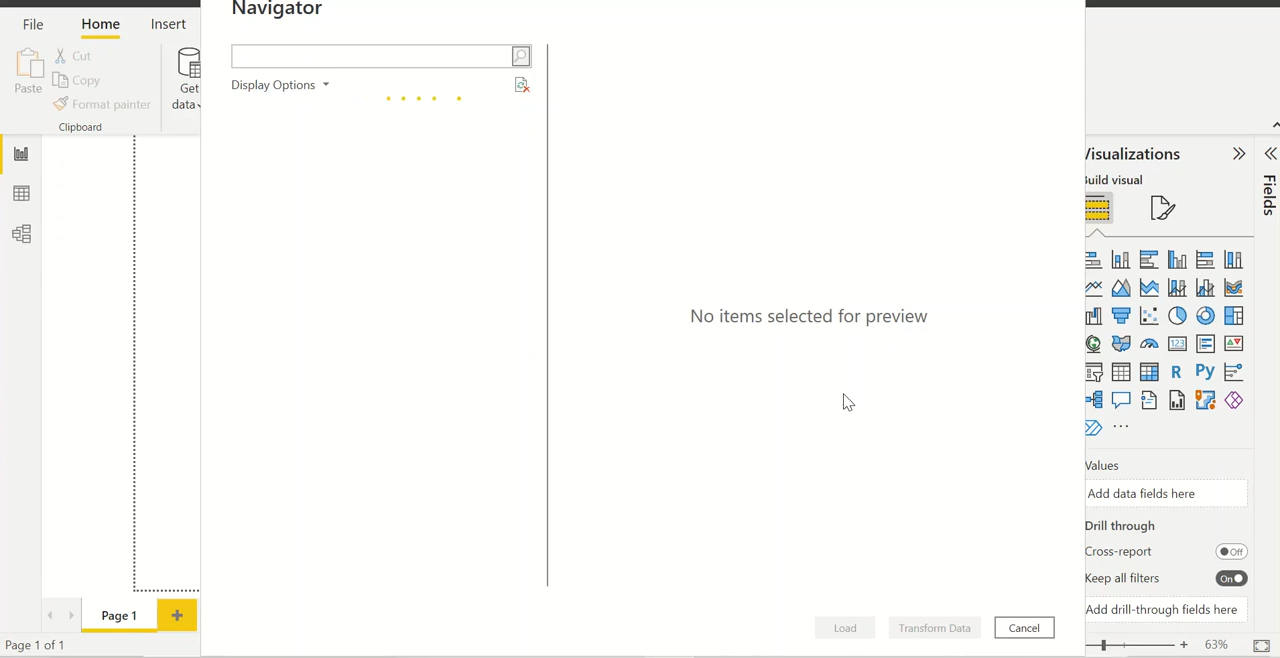 Navigator
File
Home
Insert
Paste
Cut
Copy
Format painter
Clipboard
Get
data
Display Options
No items selected for preview
Load
Transform Data
Cancel
Visualizations
Build visual
Fields
123
R
Py
...
Values
Add data fields here
Drill through
Cross-report
Off
Keep all filters
On
Add drill-through fields here
Page 1
+
Page 1 of 1
+
63%